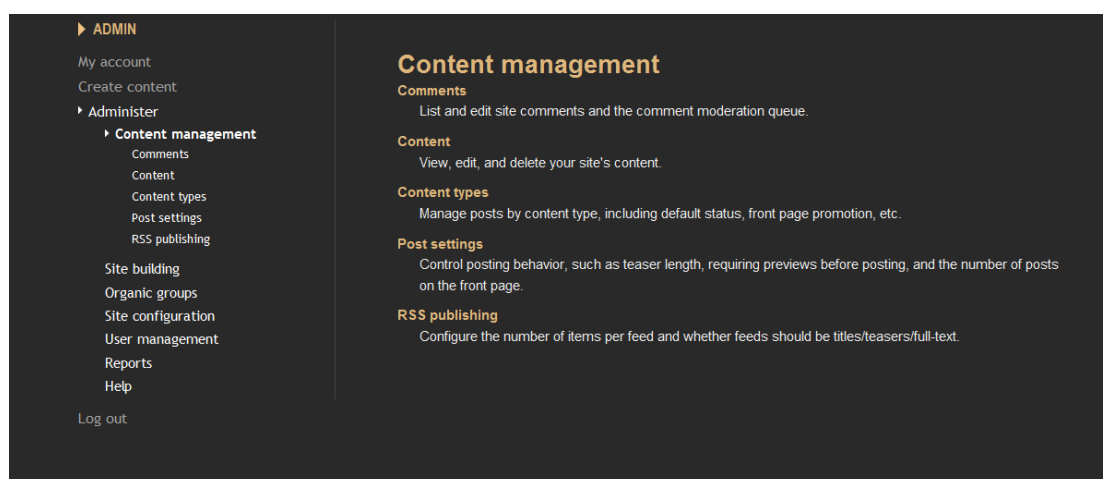 ADMIN
My account
Create content
Administer
Content management
Comments
Content
Content types
Post settings
RSS publishing
Site building
Organic groups
Site configuration
User management
Reports
Help
Log out
Content management
Comments
List and edit site comments and the comment moderation queue.
Content
View, edit, and delete your site's content.
Content types
Manage posts by content type, including default status, front page promotion, etc.
Post settings
Control posting behavior, such as teaser length, requiring previews before posting, and the number of posts
on the front page.
RSS publishing
Configure the number of items per feed and whether feeds should be titles/teasers/full-text.